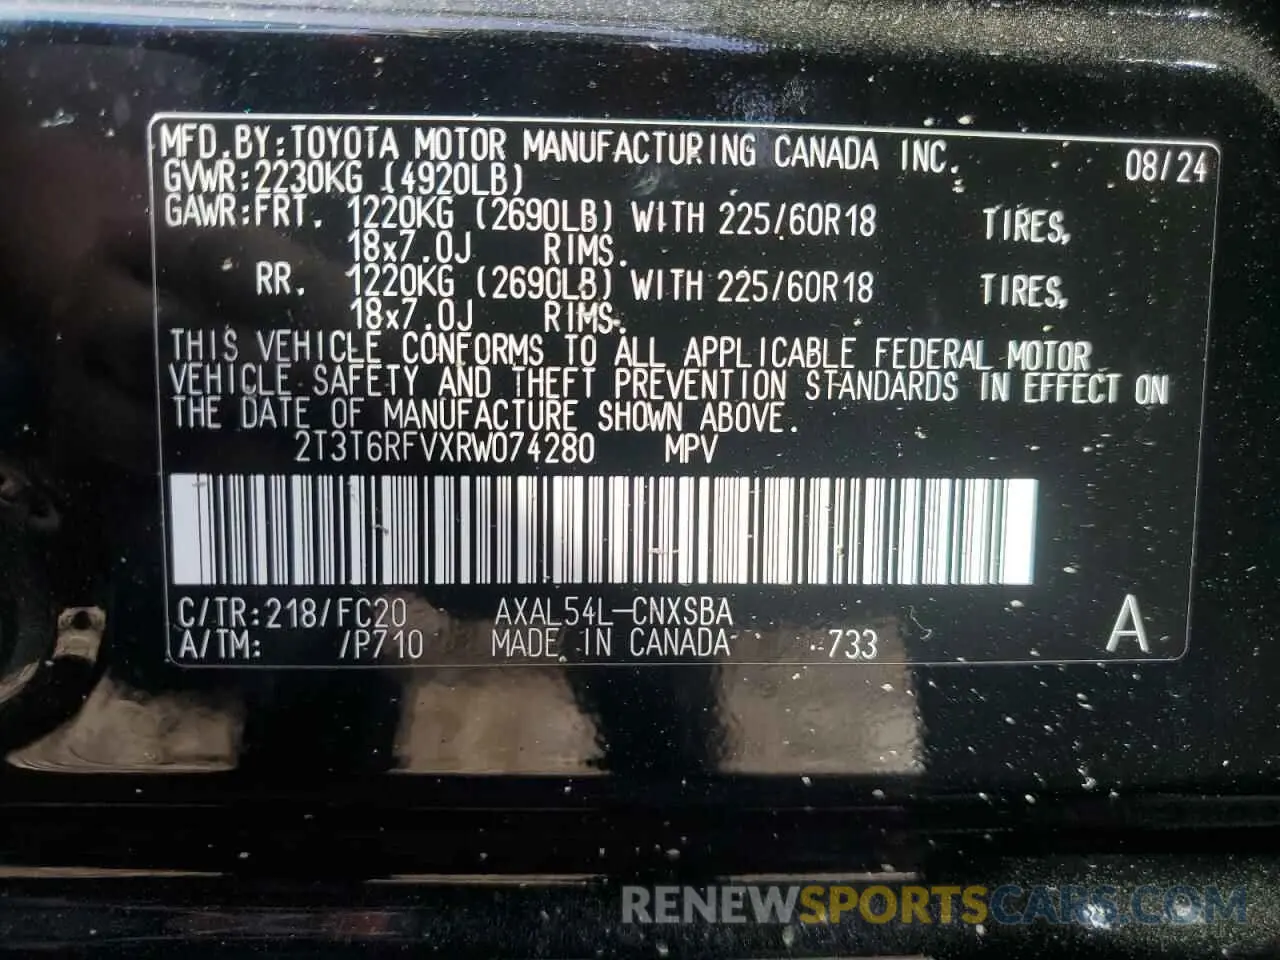 MFD.BY:TOYOTA MOTOR MANUFACTURING CANADA INC. 08/24
GVWR:2230KG (4920LB)
GAWR:FRT. 1220KG (2690LB) WITH 225/60R18 TIRES,
18x7.0J RIMS.
RR. 1220KG (2690LB) WITH 225/60R18 TIRES,
18x7.0J RIMS.
THIS VEHICLE CONFORMS TO ALL APPLICABLE FEDERAL MOTOR
VEHICLE SAFETY AND THEFT PREVENTION STANDARDS IN EFFECT ON
THE DATE OF MANUFACTURE SHOWN ABOVE.
2T3T6RFVXRW074280 MPV
C/TR:218/FC20 AXAL54L-CNXSBA
A/TM: /P710 MADE IN CANADA 733 A
RENEWSPORTSCARS.COM